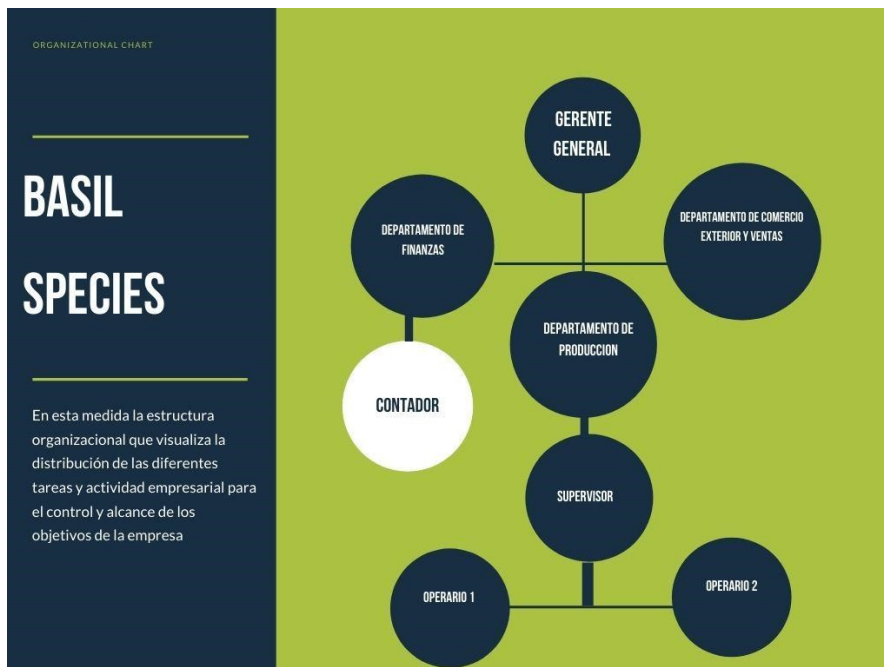 ORGANIZATIONAL CHART
BASIL
SPECIES
En esta medida la estructura
organizacional que visualiza la
distribución de las diferentes
tareas y actividad empresarial para
el control y alcance de los
objetivos de la empresa
GERENTE
GENERAL
DEPARTAMENTO DE
FINANZAS
DEPARTAMENTO DE COMERCIO
EXTERIOR Y VENTAS
DEPARTAMENTO DE
PRODUCCION
CONTADOR
SUPERVISOR
OPERARIO 1
OPERARIO 2